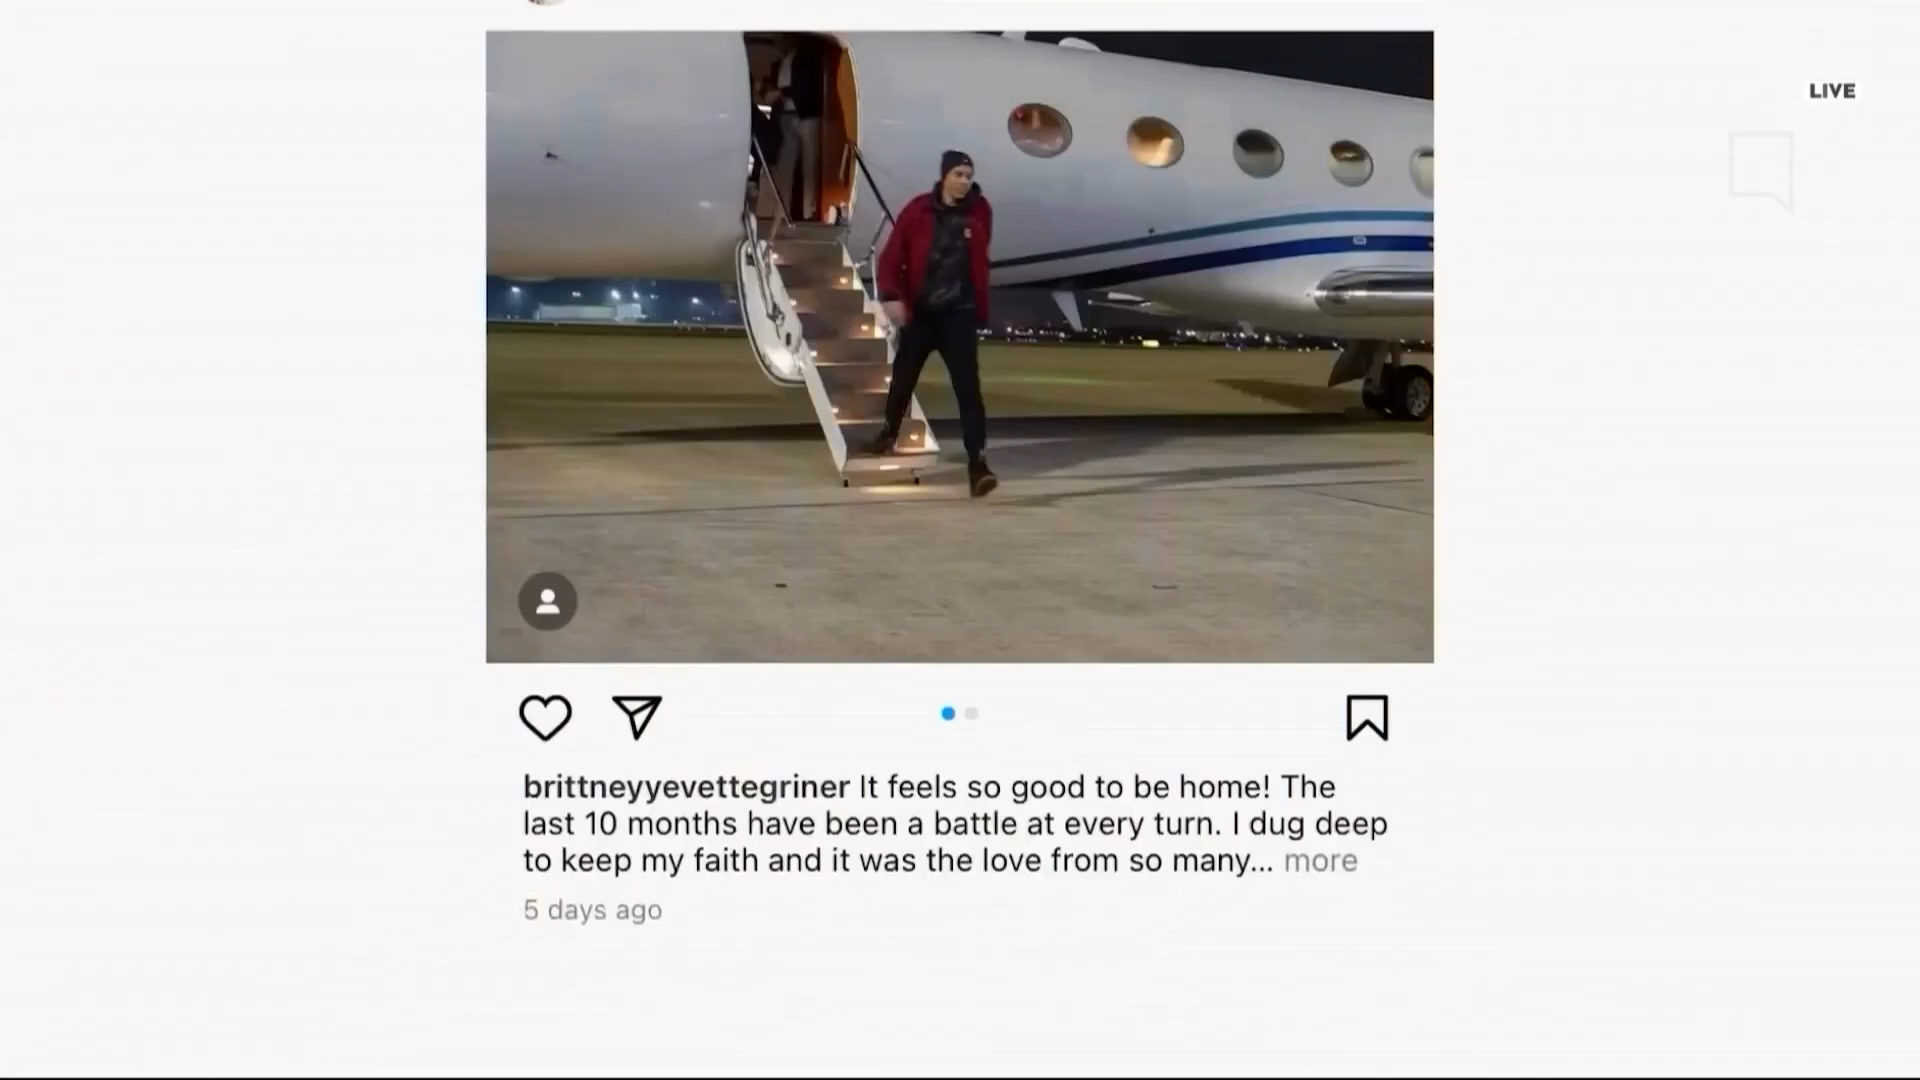 LIVE
brittneyyevettegriner It feels so good to be home! The
last 10 months have been a battle at every turn. I dug deep
to keep my faith and it was the love from so many... more
5 days ago